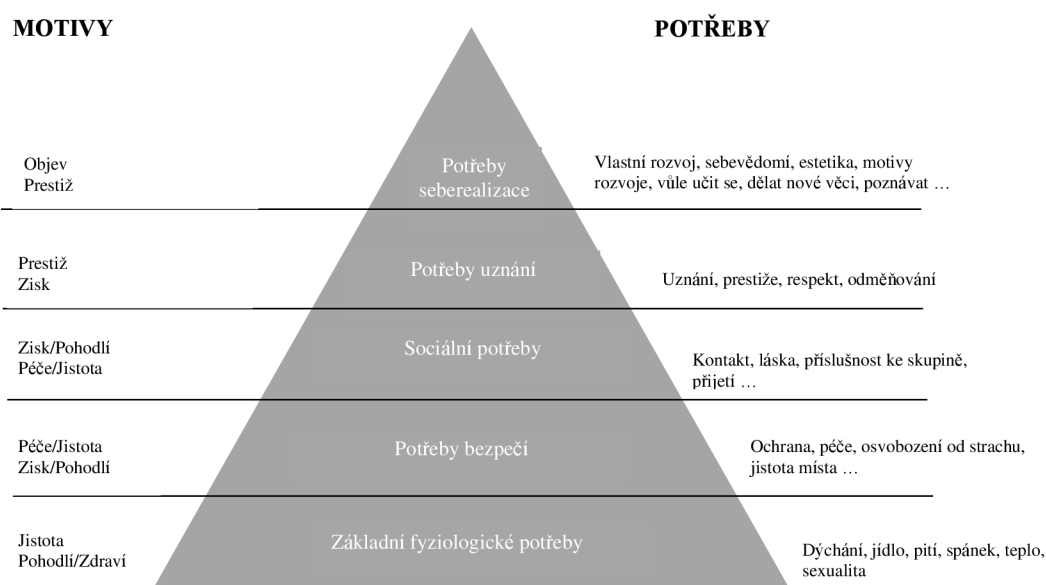 MOTIVY
POTŘEBY
Objev
Prestiž
Potřeby
seberealizace
Vlastní rozvoj, sebevědomí, estetika, motivy
rozvoje, vůle učit se, dělat nové věci, poznávat …
Prestiž
Zisk
Potřeby uznání
Uznání, prestiže, respekt, odměňování
Zisk/Pohodlí
Péče/Jistota
Sociální potřeby
Kontakt, láska, příslušnost ke skupině,
přijetí …
Péče/Jistota
Zisk/Pohodlí
Potřeby bezpečí
Ochrana, péče, osvobození od strachu,
jistota místa …
Jistota
Pohodlí/Zdraví
Základní fyziologické potřeby
Dýchání, jídlo, pití, spánek, teplo,
sexualita